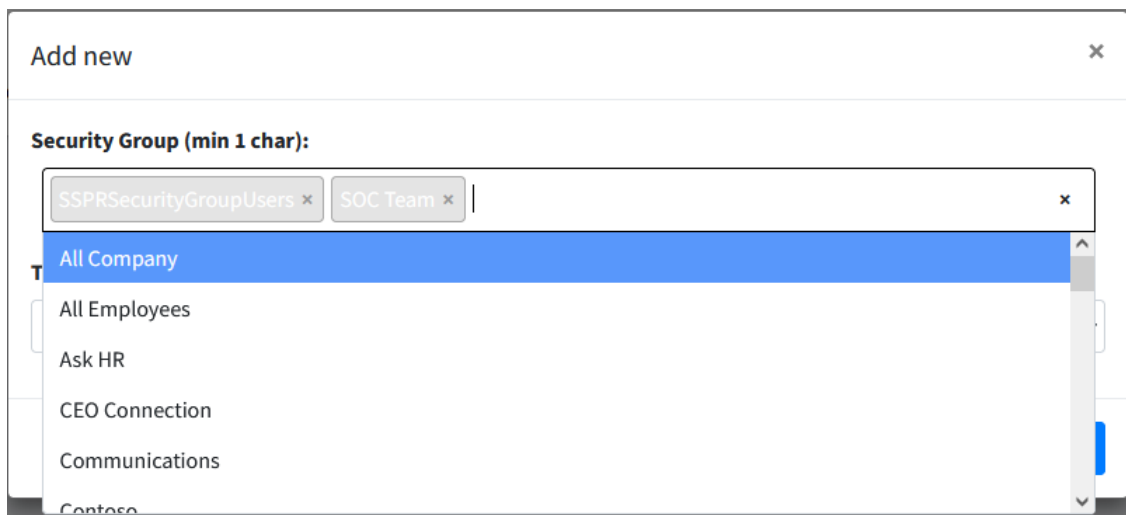 Add new ×
Security Group (min 1 char):
SSPRSecurityGroupUsers × SOC Team × ×
All Company
T
All Employees
Ask HR
CEO Connection
Communications
Contoso